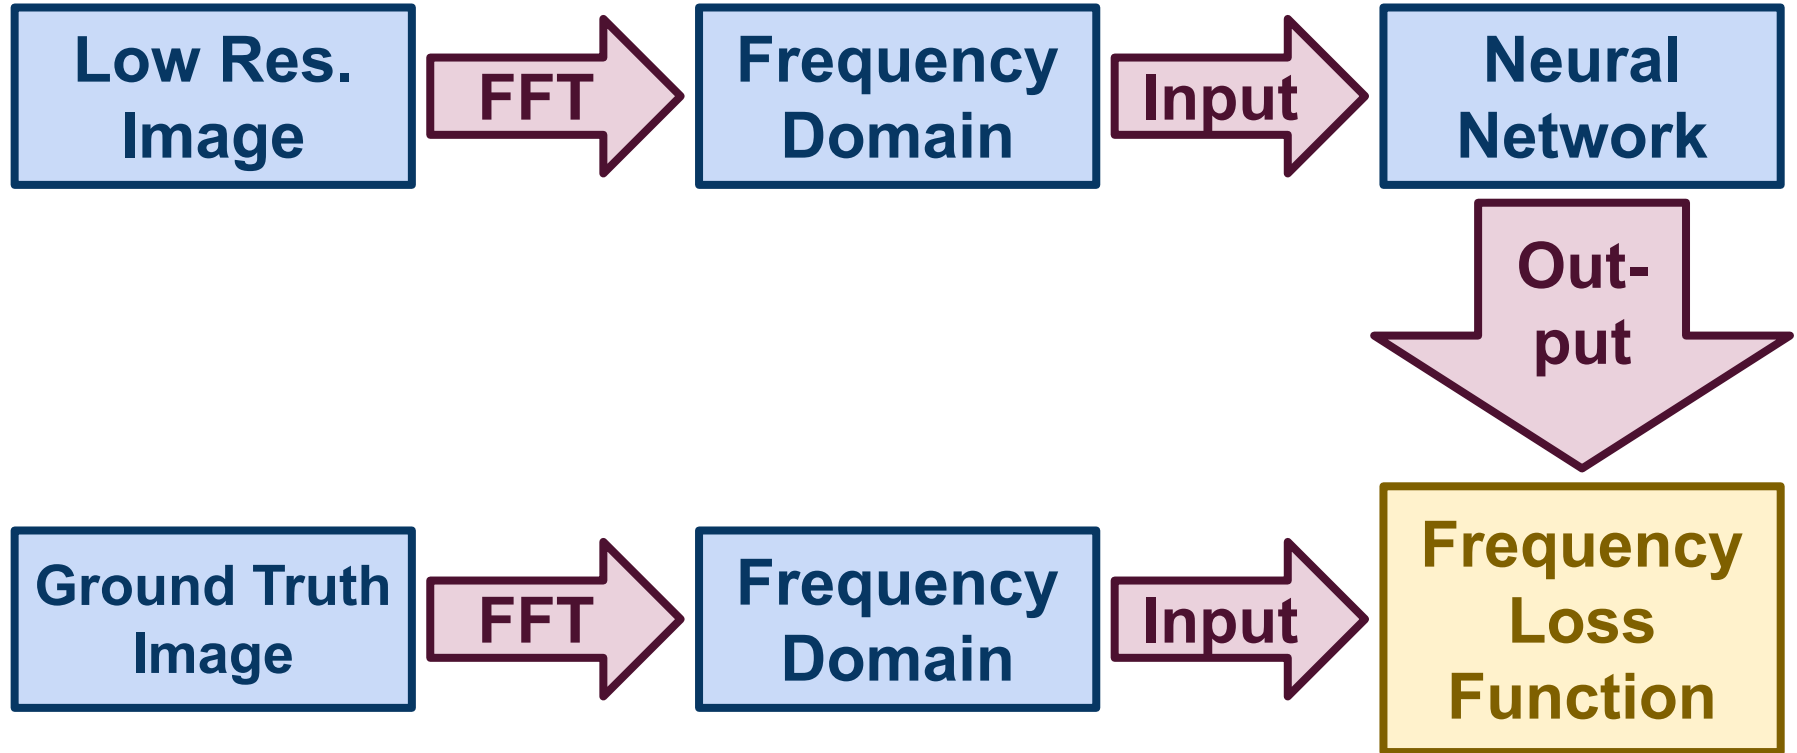 Low Res.
Image
FFT
Frequency
Domain
Input
Neural
Network
Out-
put
Ground Truth
Image
FFT
Frequency
Domain
Input
Frequency
Loss
Function